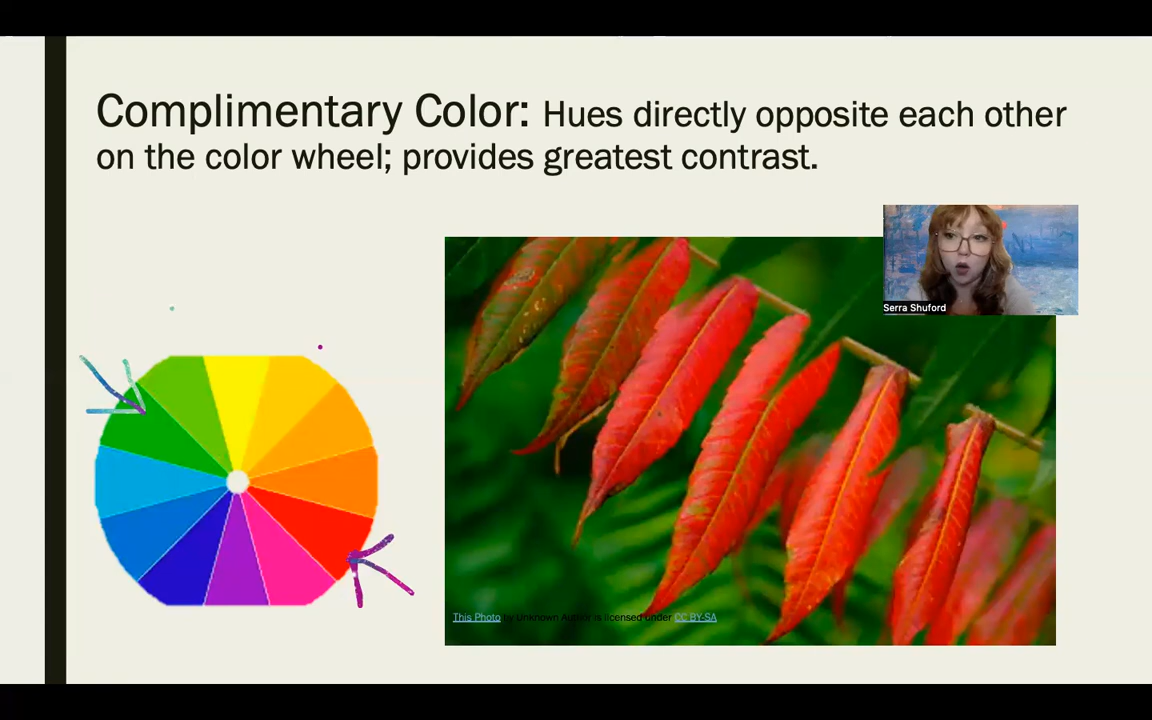 Complimentary Color: Hues directly opposite each other
on the color wheel; provides greatest contrast.
Serra Shuford
This Photo by Unknown Author is licensed under CC BY-SA